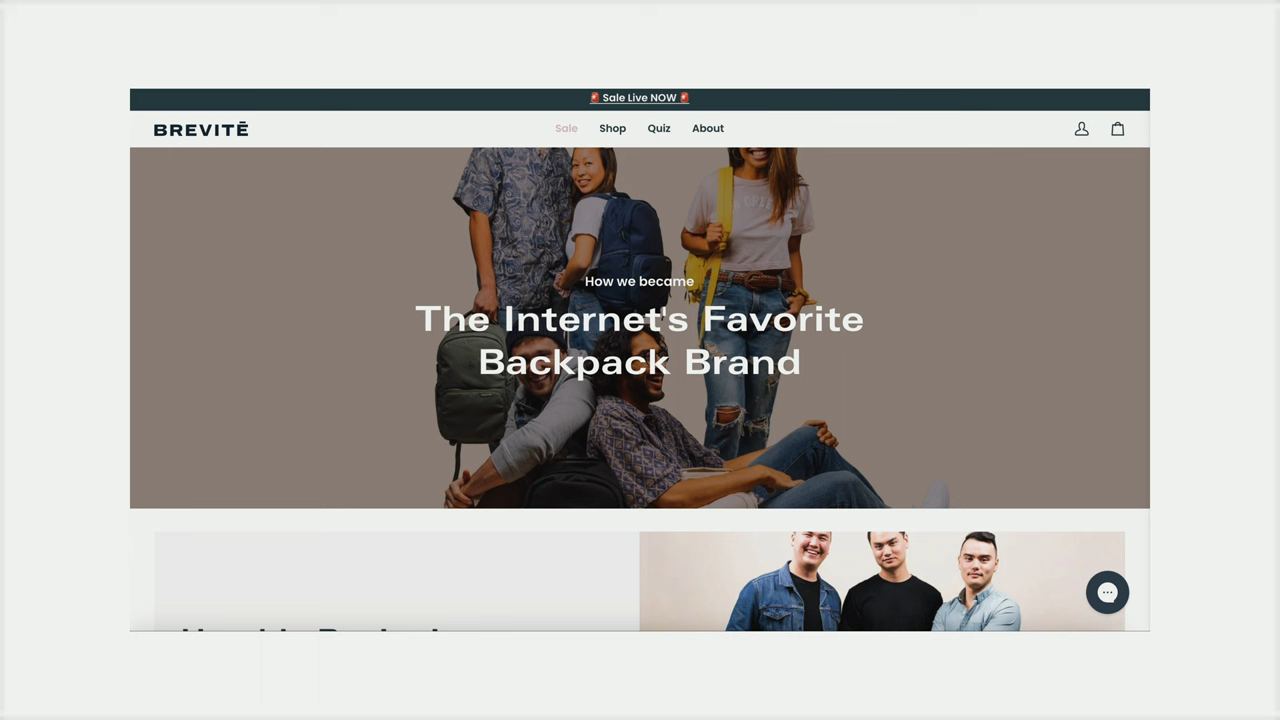 🚨 Sale Live NOW 🚨
BREVITĒ
Sale Shop Quiz About
How we became
The Internet's Favorite
Backpack Brand